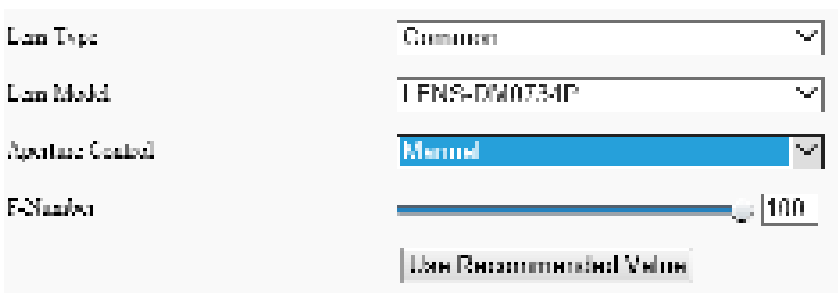 Lens Type Common
Lens Model LENS-DM0734P
Aperture Control Manual
F-Number 100
Use Recommended Value